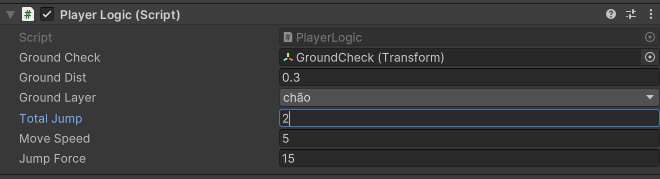 # Player Logic (Script)
Script # PlayerLogic
Ground Check GroundCheck (Transform)
Ground Dist 0.3
Ground Layer chão
Total Jump 2
Move Speed 5
Jump Force 15